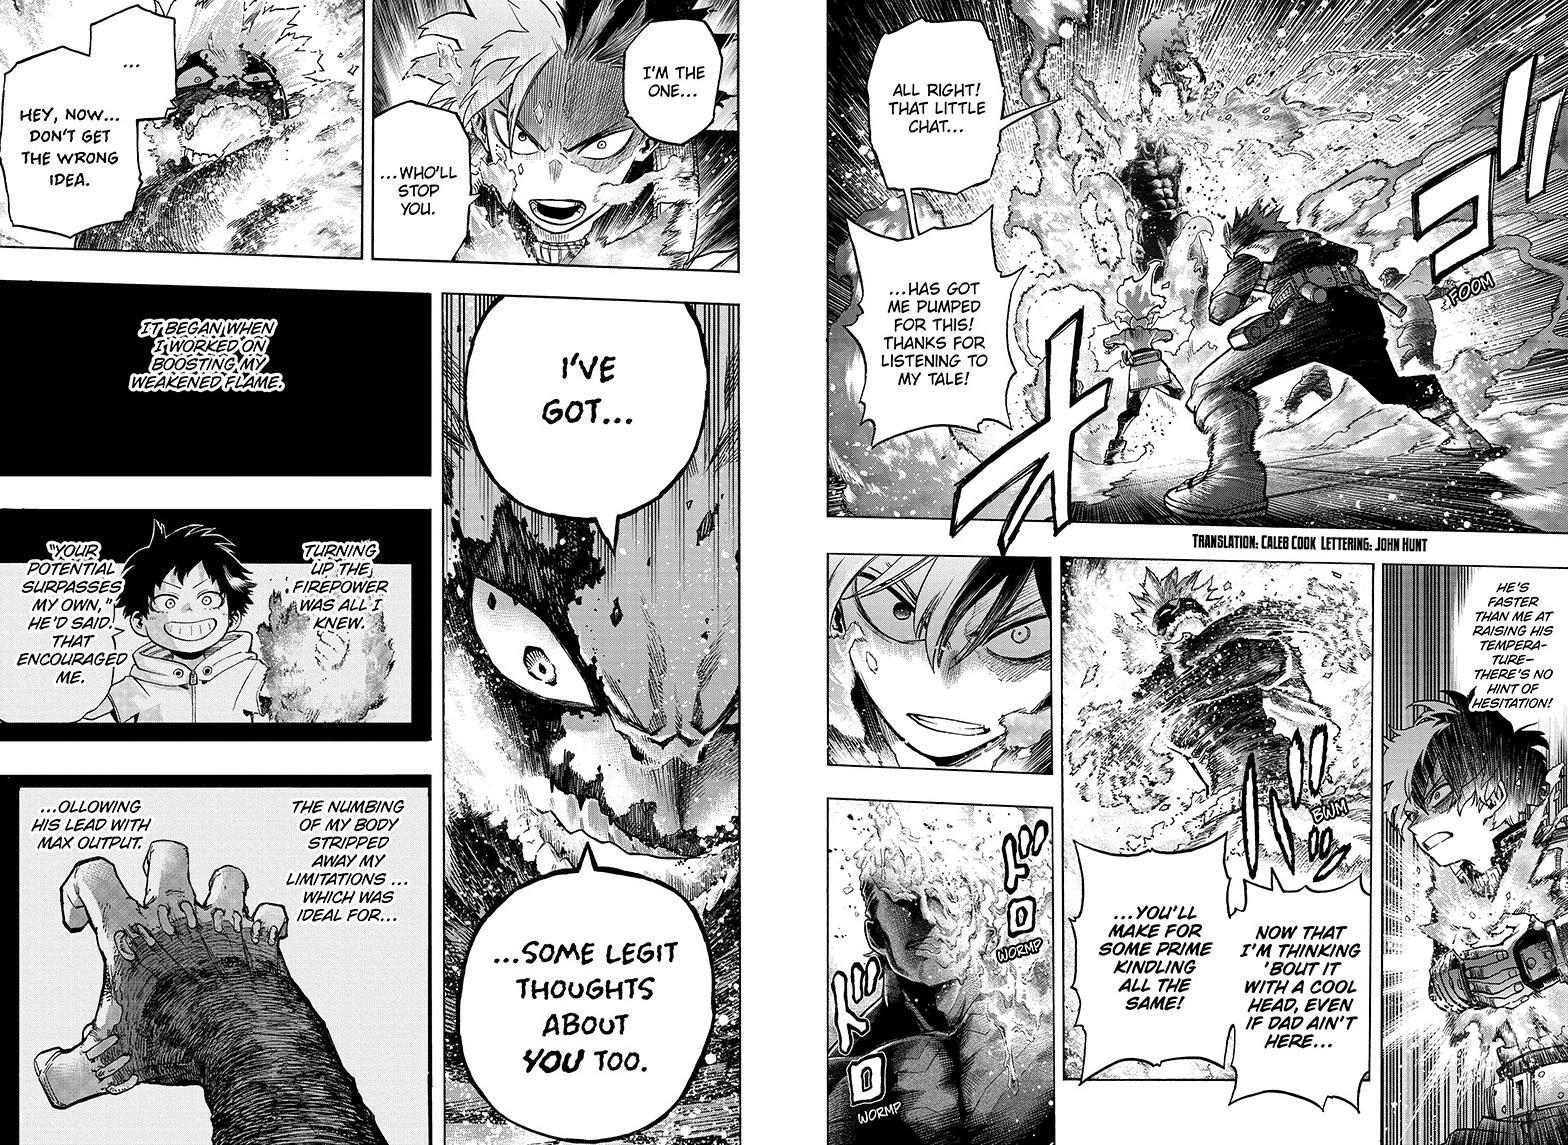 ALL RIGHT!
THAT LITTLE
CHAT...
...HAS GOT
ME PUMPED
FOR THIS!
THANKS FOR
LISTENING TO
MY TALE!
FOOM
TRANSLATION: CALEB COOK LETTERING: JOHN HUNT
HE'S
FASTER
THAN ME AT
RAISING HIS
TEMPERA-
TURE—
THERE'S NO
HINT OF
HESITATION!
BWM
NOW THAT
I'M THINKING
'BOUT IT
WITH A COOL
HEAD, EVEN
IF DAD AIN'T
HERE...
...YOU'LL
MAKE FOR
SOME PRIME
KINDLING
ALL THE
SAME!
ドロ
WORMP
ドロ
WORMP
I'M THE
ONE...
...WHO'LL
STOP
YOU.
...
HEY, NOW...
DON'T GET
THE WRONG
IDEA.
I'VE
GOT...
...SOME LEGIT
THOUGHTS
ABOUT
YOU TOO.
IT BEGAN WHEN
I WORKED ON
BOOSTING MY
WEAKENED FLAME.
TURNING
UP THE
FIREPOWER
WAS ALL I
KNEW.
"YOUR
POTENTIAL
SURPASSES
MY OWN,"
HE'D SAID.
THAT
ENCOURAGED
ME.
THE NUMBING
OF MY BODY
STRIPPED
AWAY MY
LIMITATIONS ...
WHICH WAS
IDEAL FOR...
...OLLOWING
HIS LEAD WITH
MAX OUTPUT.